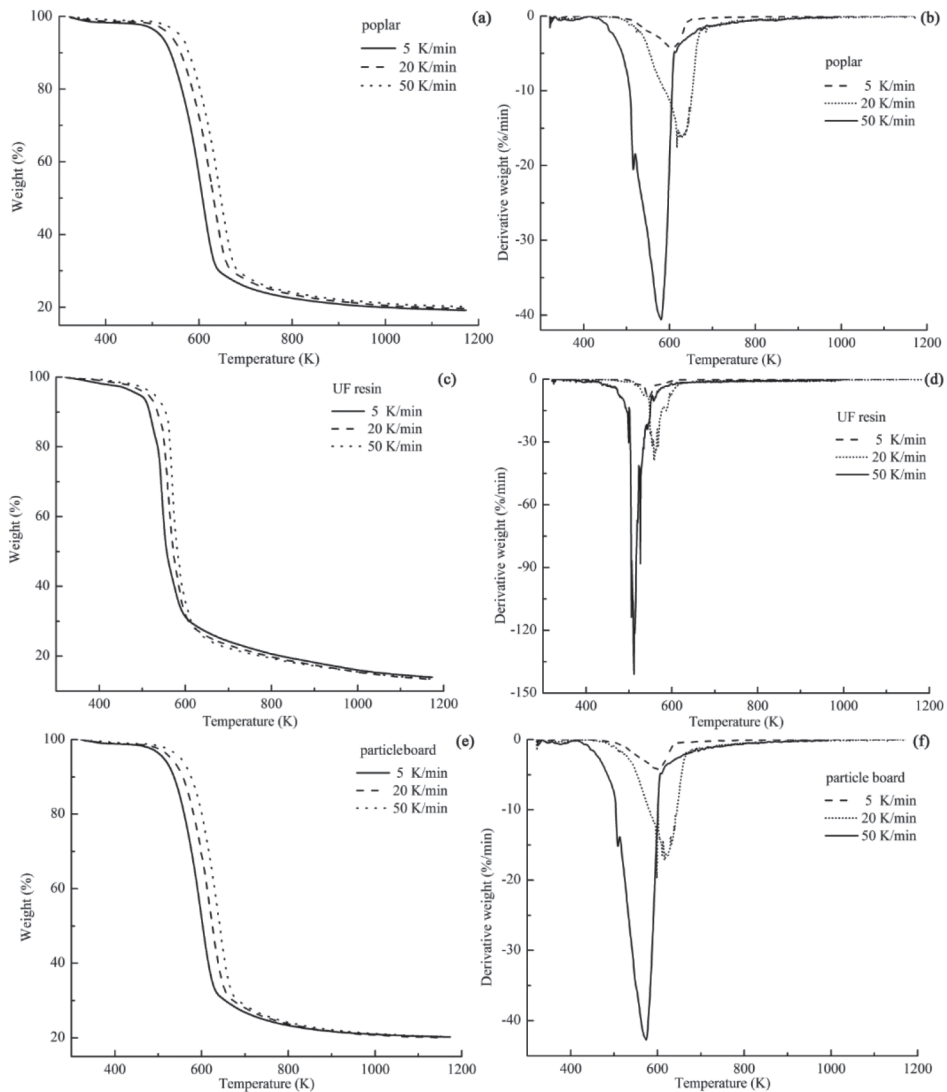 (a)
poplar
5 K/min
20 K/min
50 K/min
100
80
60
40
20
400 600 800 1000 1200
Weight (%)
Temperature (K)
(b)
poplar
5 K/min
20 K/min
50 K/min
0
-10
-20
-30
-40
400 600 800 1000 1200
Derivative weight (%/min)
Temperature (K)
(c)
UF resin
5 K/min
20 K/min
50 K/min
100
80
60
40
20
400 600 800 1000 1200
Weight (%)
Temperature (K)
(d)
UF resin
5 K/min
20 K/min
50 K/min
0
-30
-60
-90
-120
-150
400 600 800 1000 1200
Derivative weight (%/min)
Temperature (K)
(e)
particleboard
5 K/min
20 K/min
50 K/min
100
80
60
40
20
400 600 800 1000 1200
Weight (%)
Temperature (K)
(f)
particle board
5 K/min
20 K/min
50 K/min
0
-10
-20
-30
-40
400 600 800 1000 1200
Derivative weight (%/min)
Temperature (K)